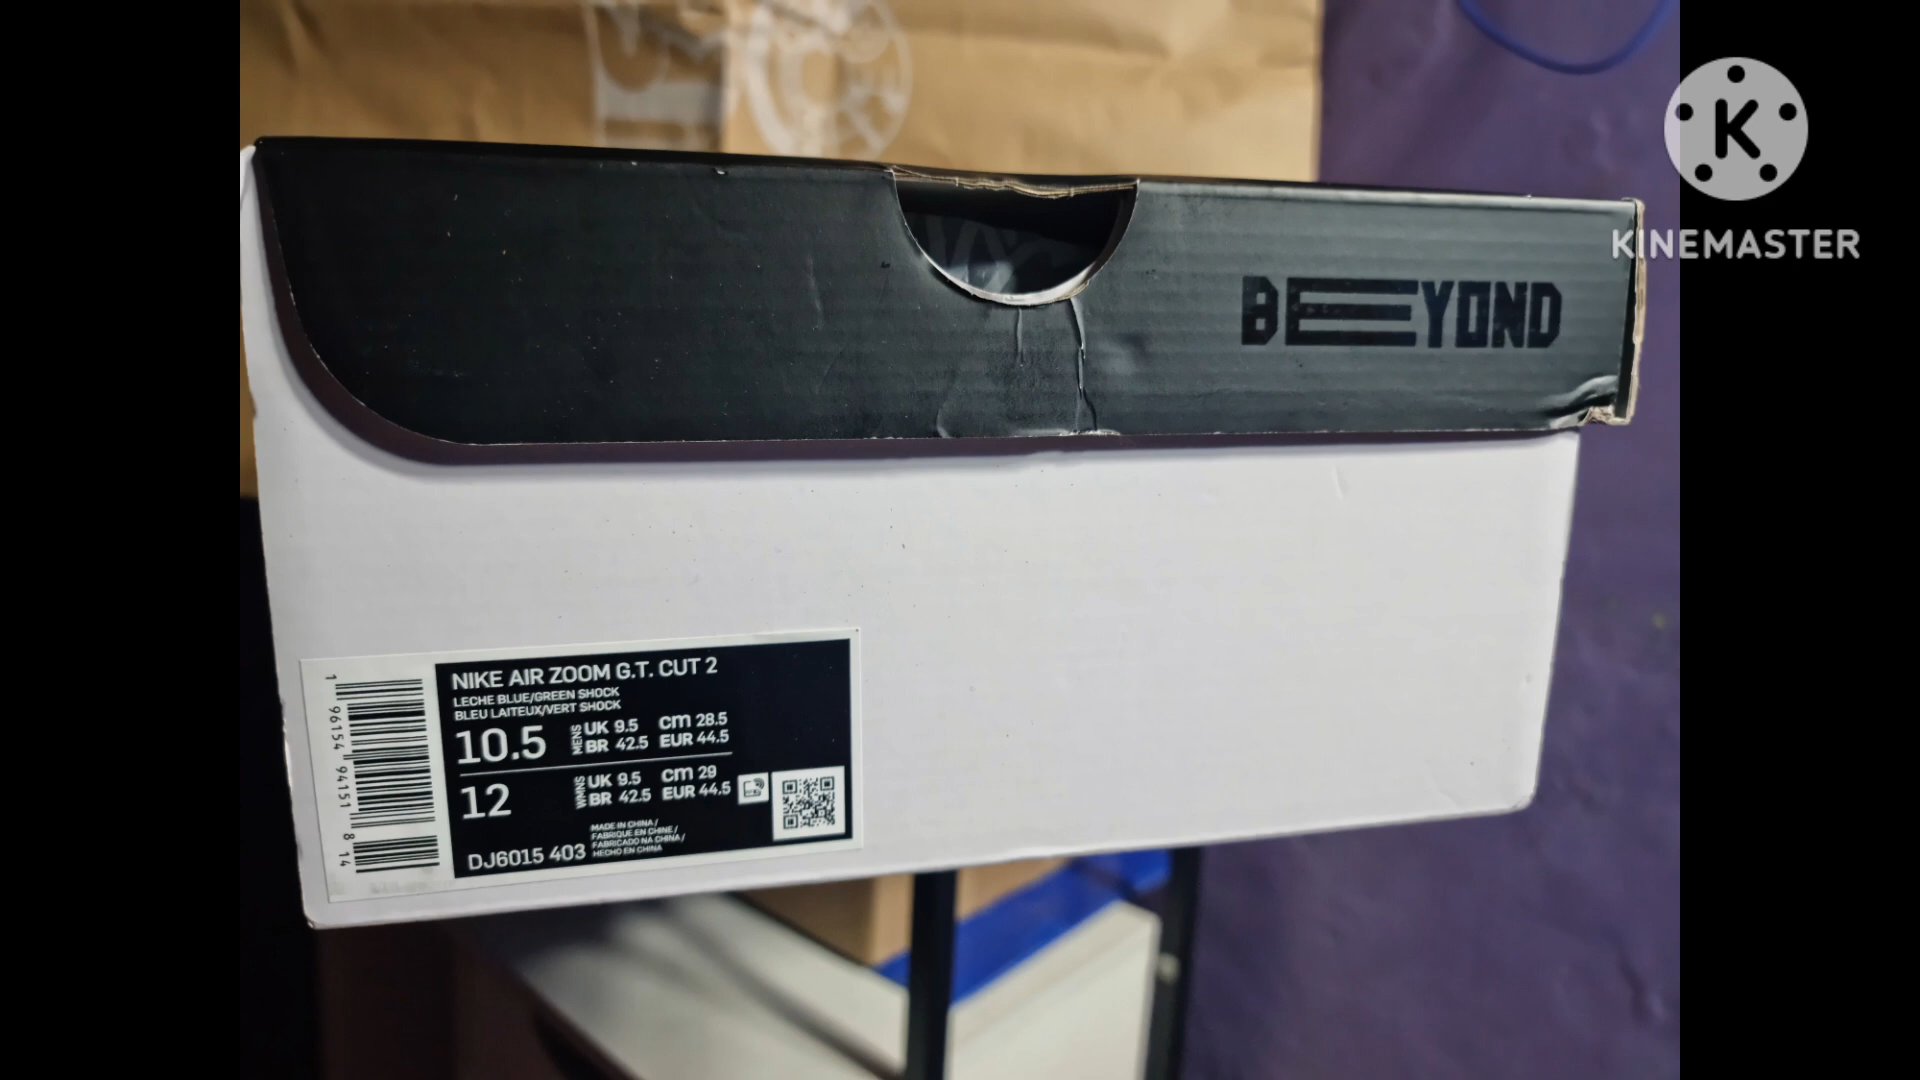 K
KINEMASTER
BEYOND
NIKE AIR ZOOM G.T. CUT 2
LECHE BLUE/GREEN SHOCK
BLEU LAITEUX/VERT SHOCK
10.5 MENS UK 9.5 cm 28.5
BR 42.5 EUR 44.5
12 WMNS UK 9.5 cm 29
BR 42.5 EUR 44.5
MADE IN CHINA /
FABRIQUE EN CHINE /
FABRICADO NA CHINA /
HECHO EN CHINA
DJ6015 403
1 96154 94151 8 14